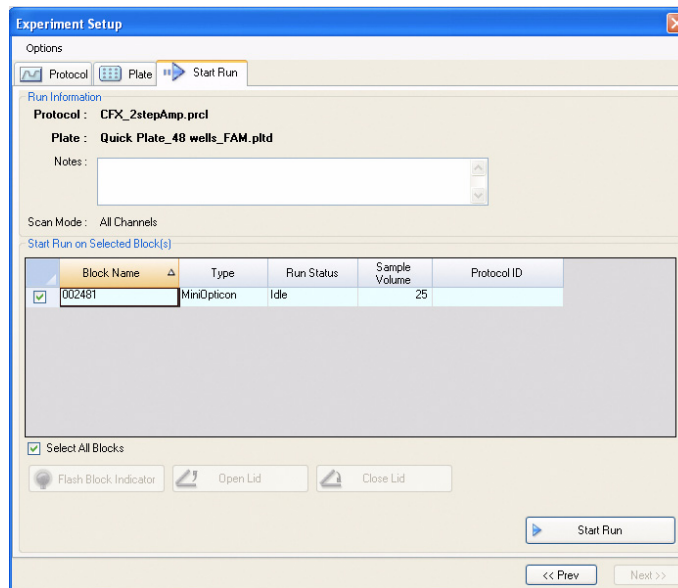 Experiment Setup
Options
Protocol Plate Start Run
Run Information
Protocol : CFX_2stepAmp.prcl
Plate : Quick Plate_48 wells_FAM.pltd
Notes :
Scan Mode : All Channels
Start Run on Selected Block(s)
Block Name Type Run Status Sample Volume Protocol ID
002481 MiniOpticon Idle 25
Select All Blocks
Flash Block Indicator Open Lid Close Lid
Start Run
<< Prev Next >>